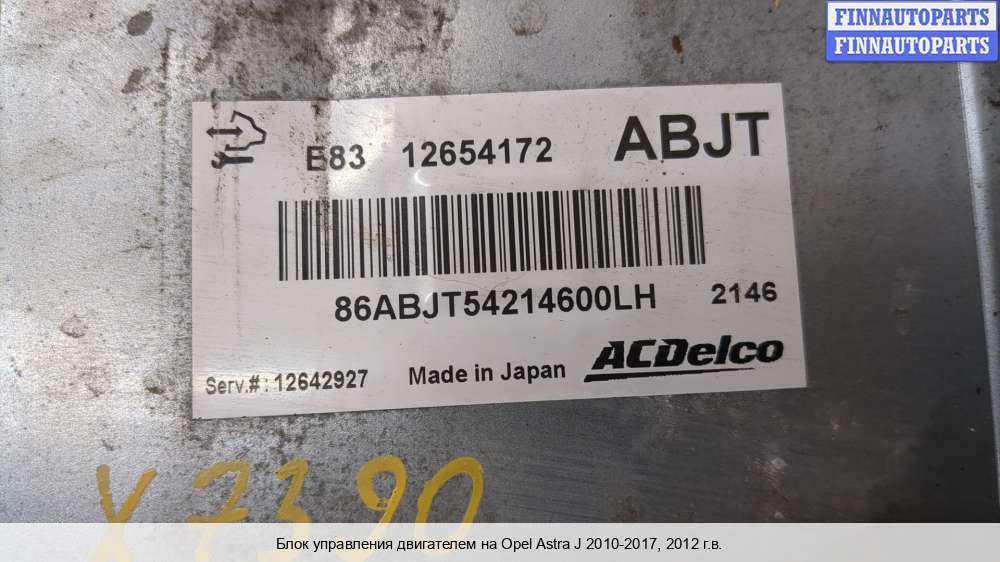 FINNAUTOPARTS
FINNAUTOPARTS
E83 12654172 ABJT
86ABJT54214600LH 2146
Serv.#: 12642927 Made in Japan ACDelco
X7390
Блок управления двигателем на Opel Astra J 2010-2017, 2012 г.в.